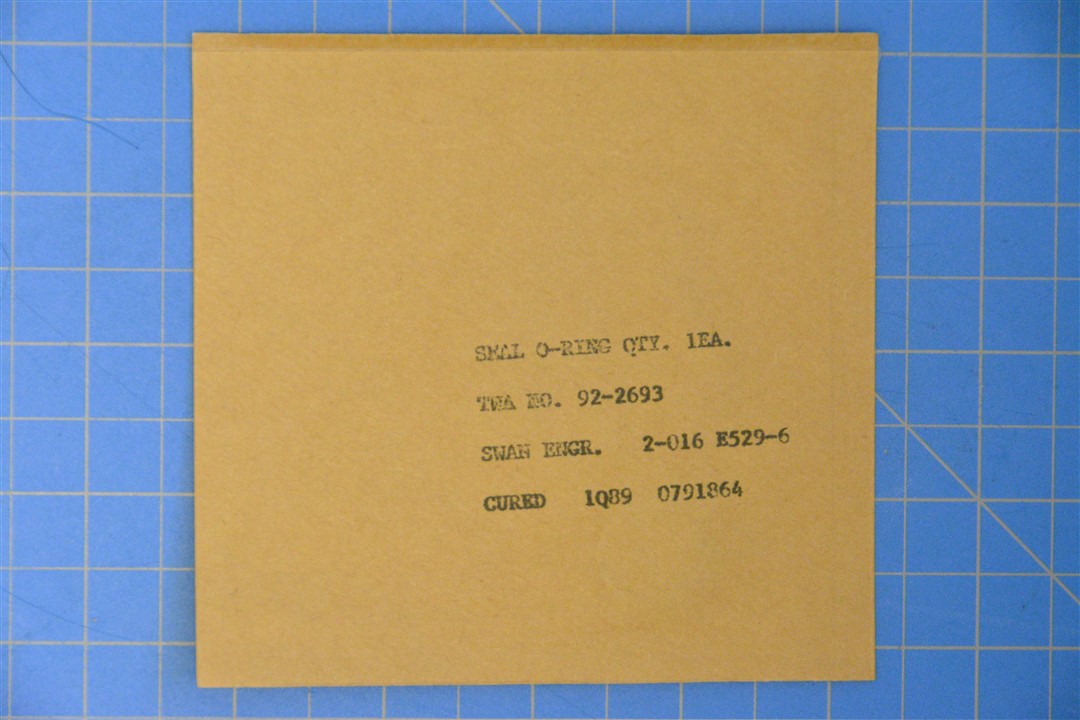 SEAL O-RING QTY. 1EA.
TWA NO. 92-2693
SWAN ENGR. 2-016 E529-6
CURED 1Q89 0791864